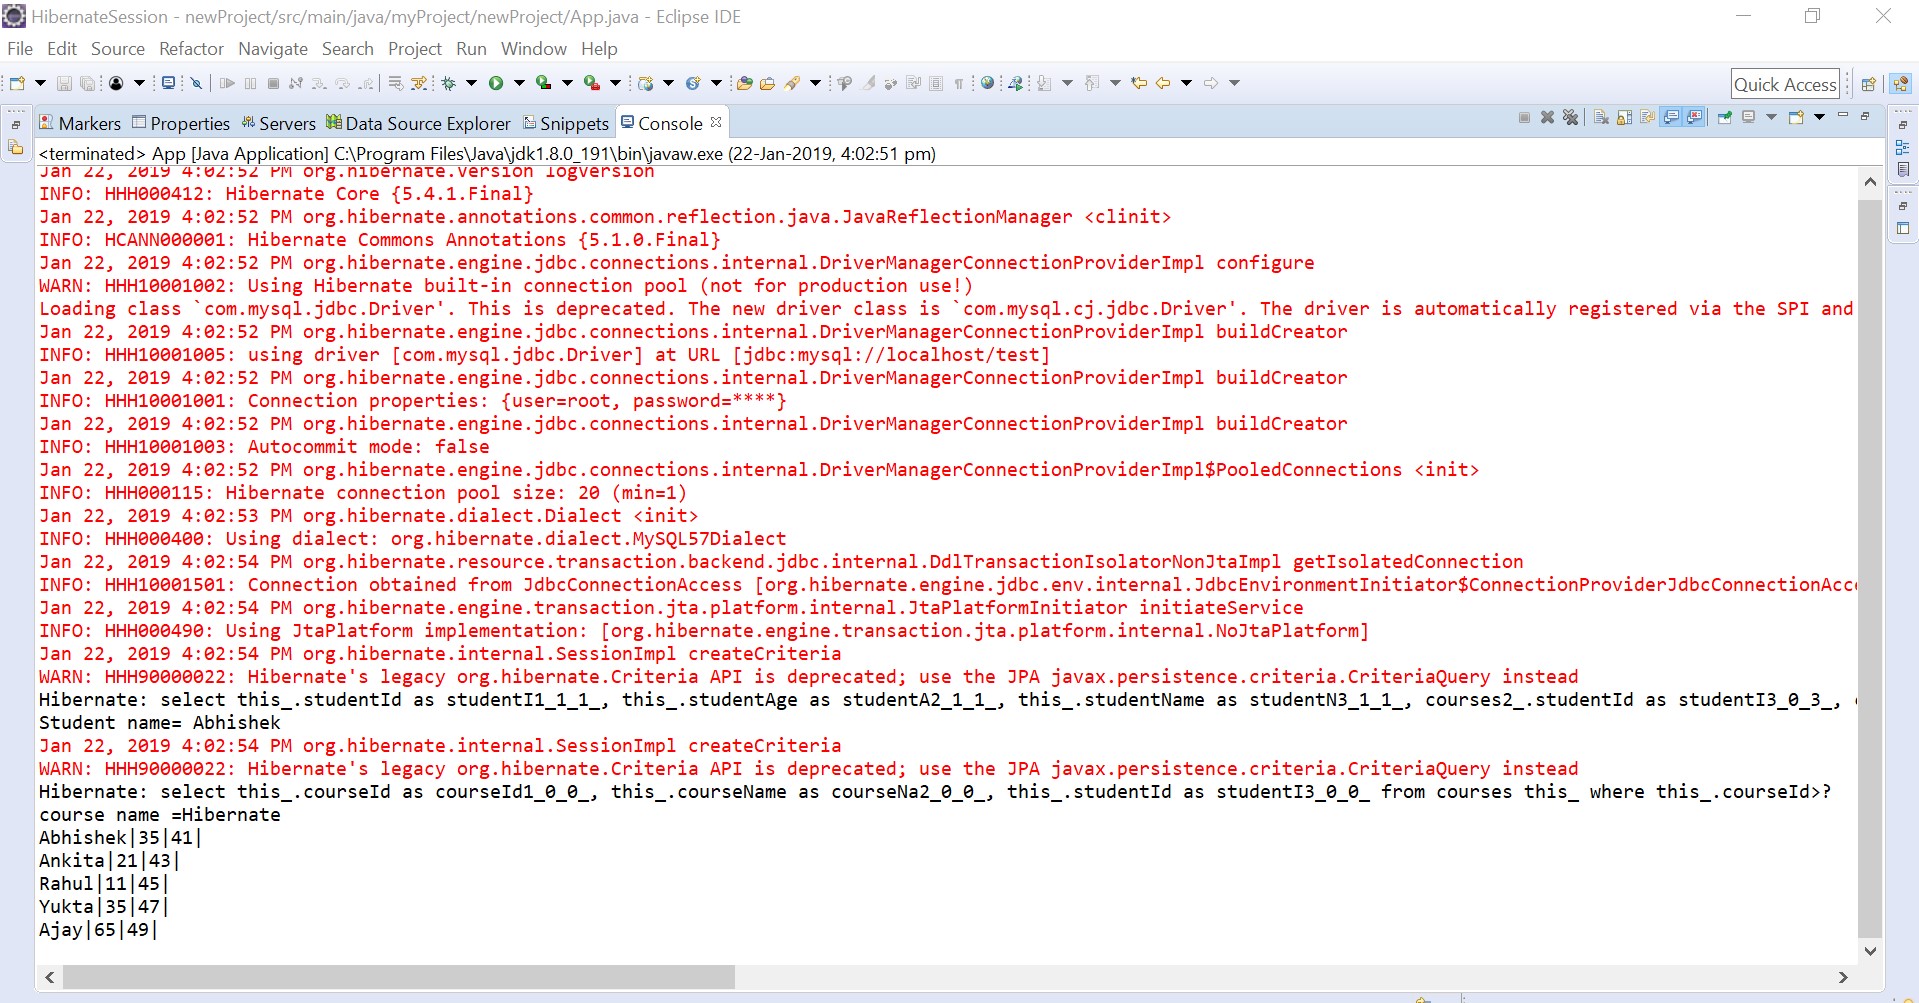 HibernateSession - newProject/src/main/java/myProject/newProject/App.java - Eclipse IDE
File Edit Source Refactor Navigate Search Project Run Window Help
Quick Access
Markers Properties Servers Data Source Explorer Snippets Console
<terminated> App [Java Application] C:\Program Files\Java\jdk1.8.0_191\bin\javaw.exe (22-Jan-2019, 4:02:51 pm)
Jan 22, 2019 4:02:52 PM org.hibernate.Version logVersion
INFO: HHH000412: Hibernate Core {5.4.1.Final}
Jan 22, 2019 4:02:52 PM org.hibernate.annotations.common.reflection.java.JavaReflectionManager <clinit>
INFO: HCANN000001: Hibernate Commons Annotations {5.1.0.Final}
Jan 22, 2019 4:02:52 PM org.hibernate.engine.jdbc.connections.internal.DriverManagerConnectionProviderImpl configure
WARN: HHH10001002: Using Hibernate built-in connection pool (not for production use!)
Loading class `com.mysql.jdbc.Driver'. This is deprecated. The new driver class is `com.mysql.cj.jdbc.Driver'. The driver is automatically registered via the SPI and
Jan 22, 2019 4:02:52 PM org.hibernate.engine.jdbc.connections.internal.DriverManagerConnectionProviderImpl buildCreator
INFO: HHH10001005: using driver [com.mysql.jdbc.Driver] at URL [jdbc:mysql://localhost/test]
Jan 22, 2019 4:02:52 PM org.hibernate.engine.jdbc.connections.internal.DriverManagerConnectionProviderImpl buildCreator
INFO: HHH10001001: Connection properties: {user=root, password=****}
Jan 22, 2019 4:02:52 PM org.hibernate.engine.jdbc.connections.internal.DriverManagerConnectionProviderImpl buildCreator
INFO: HHH10001003: Autocommit mode: false
Jan 22, 2019 4:02:52 PM org.hibernate.engine.jdbc.connections.internal.DriverManagerConnectionProviderImpl$PooledConnections <init>
INFO: HHH000115: Hibernate connection pool size: 20 (min=1)
Jan 22, 2019 4:02:53 PM org.hibernate.dialect.Dialect <init>
INFO: HHH000400: Using dialect: org.hibernate.dialect.MySQL57Dialect
Jan 22, 2019 4:02:54 PM org.hibernate.resource.transaction.backend.jdbc.internal.DdlTransactionIsolatorNonJtaImpl getIsolatedConnection
INFO: HHH10001501: Connection obtained from JdbcConnectionAccess [org.hibernate.engine.jdbc.env.internal.JdbcEnvironmentInitiator$ConnectionProviderJdbcConnectionAcc
Jan 22, 2019 4:02:54 PM org.hibernate.engine.transaction.jta.platform.internal.JtaPlatformInitiator initiateService
INFO: HHH000490: Using JtaPlatform implementation: [org.hibernate.engine.transaction.jta.platform.internal.NoJtaPlatform]
Jan 22, 2019 4:02:54 PM org.hibernate.internal.SessionImpl createCriteria
WARN: HHH90000022: Hibernate's legacy org.hibernate.Criteria API is deprecated; use the JPA javax.persistence.criteria.CriteriaQuery instead
Hibernate: select this_.studentId as studentI1_1_1_, this_.studentAge as studentA2_1_1_, this_.studentName as studentN3_1_1_, courses2_.studentId as studentI3_0_3_,
Student name= Abhishek
Jan 22, 2019 4:02:54 PM org.hibernate.internal.SessionImpl createCriteria
WARN: HHH90000022: Hibernate's legacy org.hibernate.Criteria API is deprecated; use the JPA javax.persistence.criteria.CriteriaQuery instead
Hibernate: select this_.courseId as courseId1_0_0_, this_.courseName as courseNa2_0_0_, this_.studentId as studentI3_0_0_ from courses this_ where this_.courseId>?
course name =Hibernate
Abhishek|35|41|
Ankita|21|43|
Rahul|11|45|
Yukta|35|47|
Ajay|65|49|